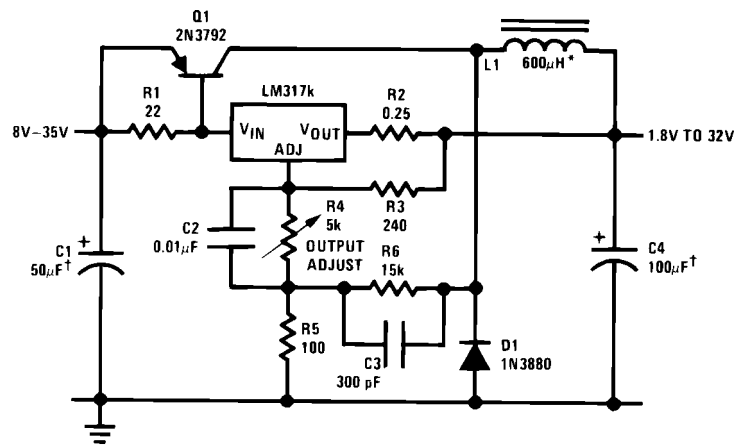 Q1
2N3792
L1
600μH*
R1
22
LM317k
VIN
VOUT
ADJ
R2
0.25
8V–35V
1.8V TO 32V
R3
240
R4
5k
OUTPUT
ADJUST
C2
0.01μF
C1
+
50μF†
R6
15k
+
C4
100μF†
R5
100
C3
300 pF
D1
1N3880